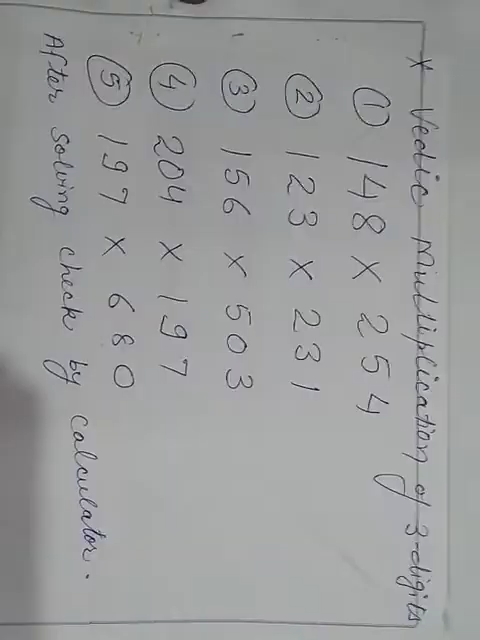 * Vedic Multiplication of 3-digits
① 148 × 254
② 123 × 231
③ 156 × 503
④ 204 × 197
⑤ 197 × 680
After solving check by calculator.